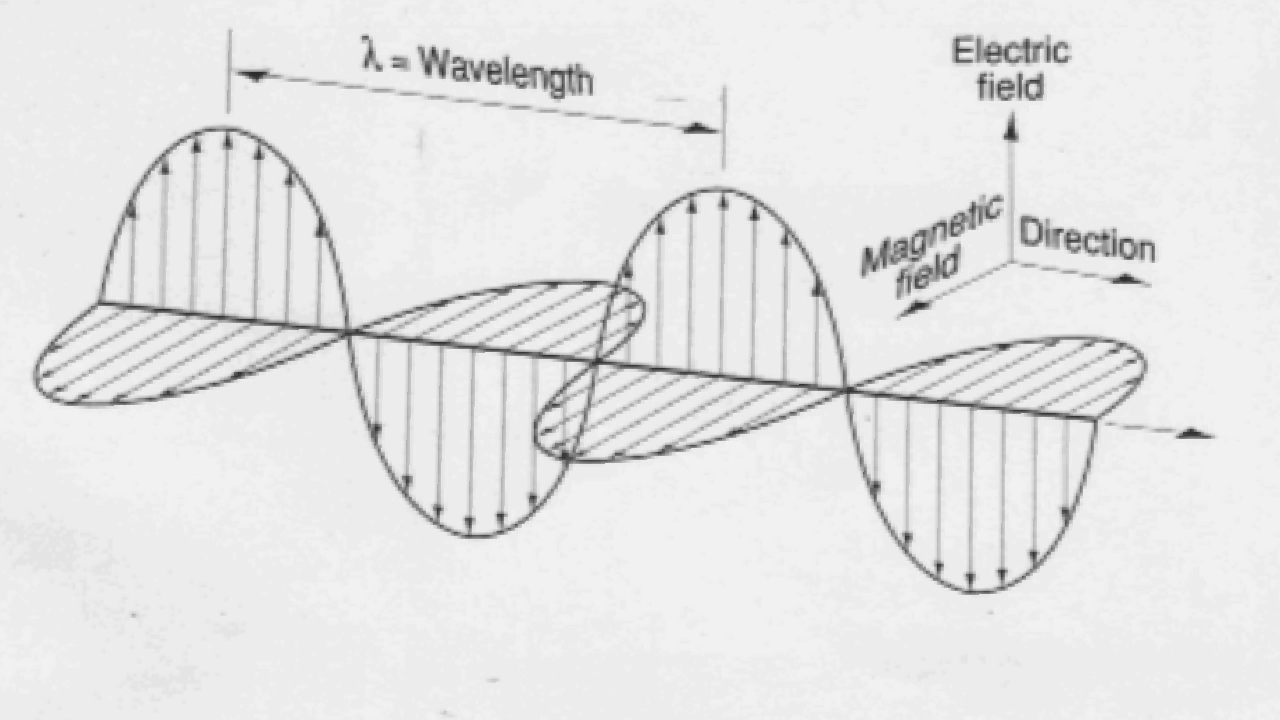 λ = Wavelength
Electric
field
Magnetic
field
Direction